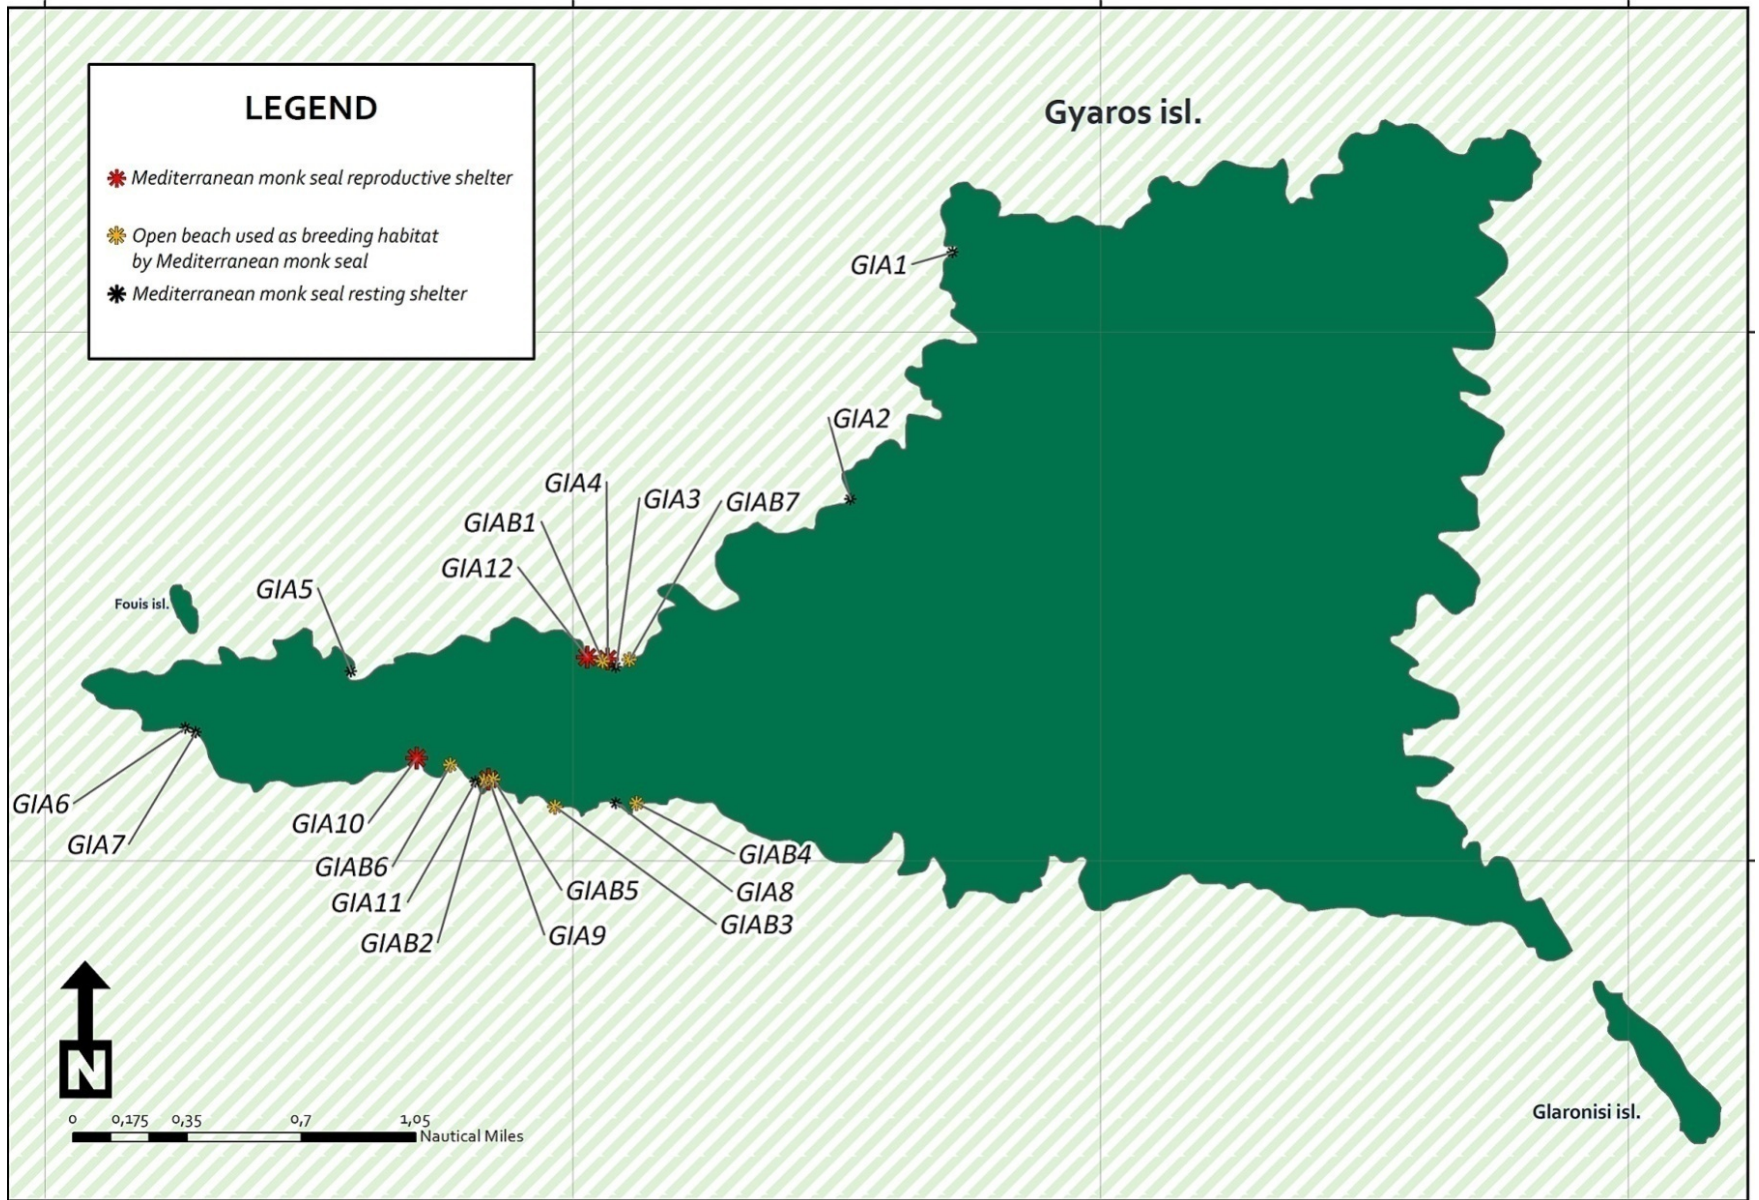 LEGEND
Mediterranean monk seal reproductive shelter
Open beach used as breeding habitat
by Mediterranean monk seal
Mediterranean monk seal resting shelter
Gyaros isl.
GIA1
GIA2
GIA4
GIA3
GIAB7
GIAB1
GIA12
GIA5
Fouis isl.
GIA6
GIA7
GIA10
GIAB6
GIA11
GIAB2
GIAB5
GIA9
GIAB4
GIA8
GIAB3
N
0 0,175 0,35 0,7 1,05
Nautical Miles
Glaronisi isl.